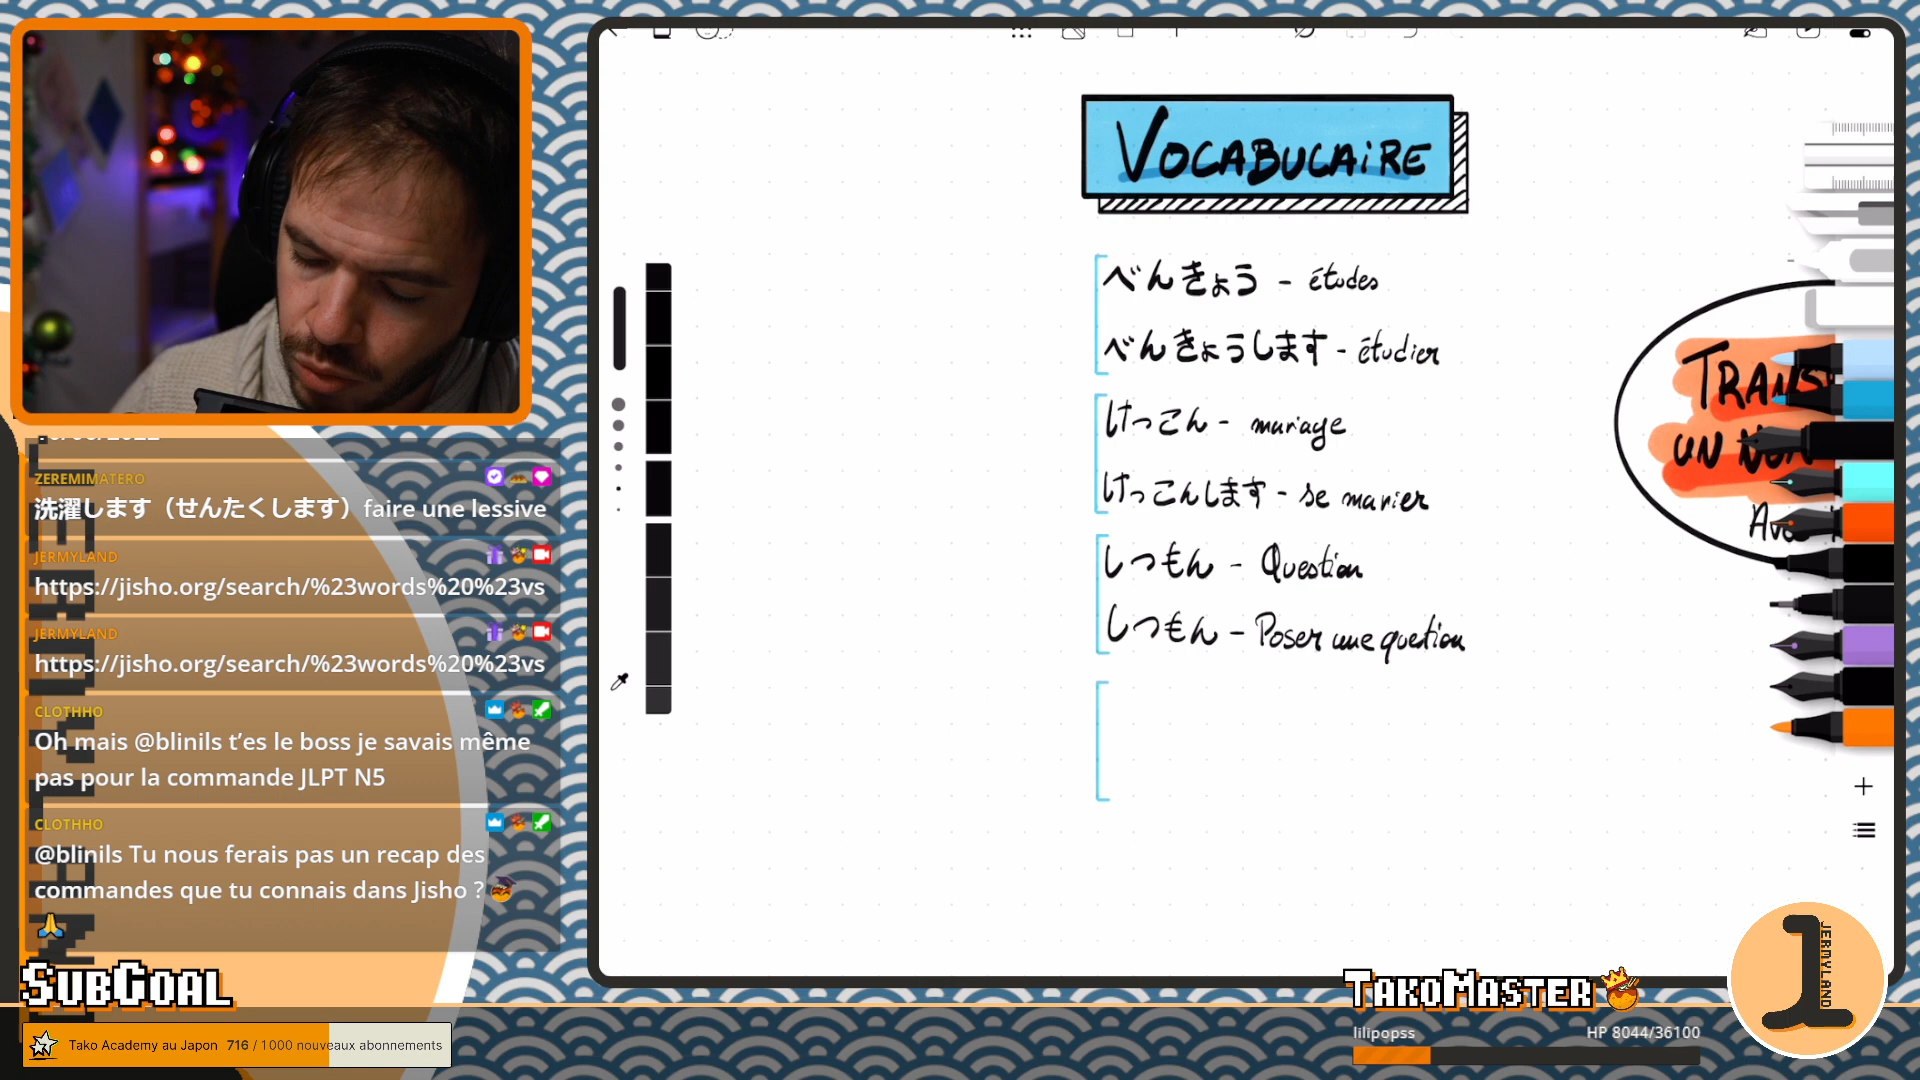 ZEREMIMATERO
洗濯します（せんたくします）faire une lessive
JERMYLAND
https://jisho.org/search/%23words%20%23vs
JERMYLAND
https://jisho.org/search/%23words%20%23vs
CLOTHHO
Oh mais @blinils t’es le boss je savais même
pas pour la commande JLPT N5
CLOTHHO
@blinils Tu nous ferais pas un recap des
commandes que tu connais dans Jisho ?
SUBGOAL
Tako Academy au Japon 716 / 1000 nouveaux abonnements
VOCABULAIRE
べんきょう - études
べんきょうします - étudier
けっこん - mariage
けっこんします - se marier
しつもん - Question
しつもん - Poser une quetion
TRANS
UN
TAKOMASTER
lilipopss HP 8044/36100
JERMYLAND